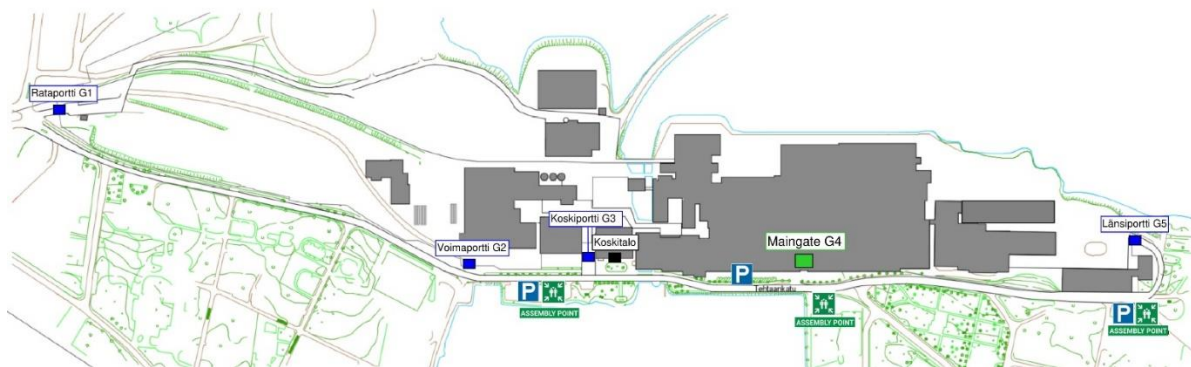 Rataportti G1
Koskiportti G3
Länsiportti G5
Voimaportti G2
Koskitalo
Maingate G4
P
Tehtaankatu
P
ASSEMBLY POINT
ASSEMBLY POINT
P
ASSEMBLY POINT